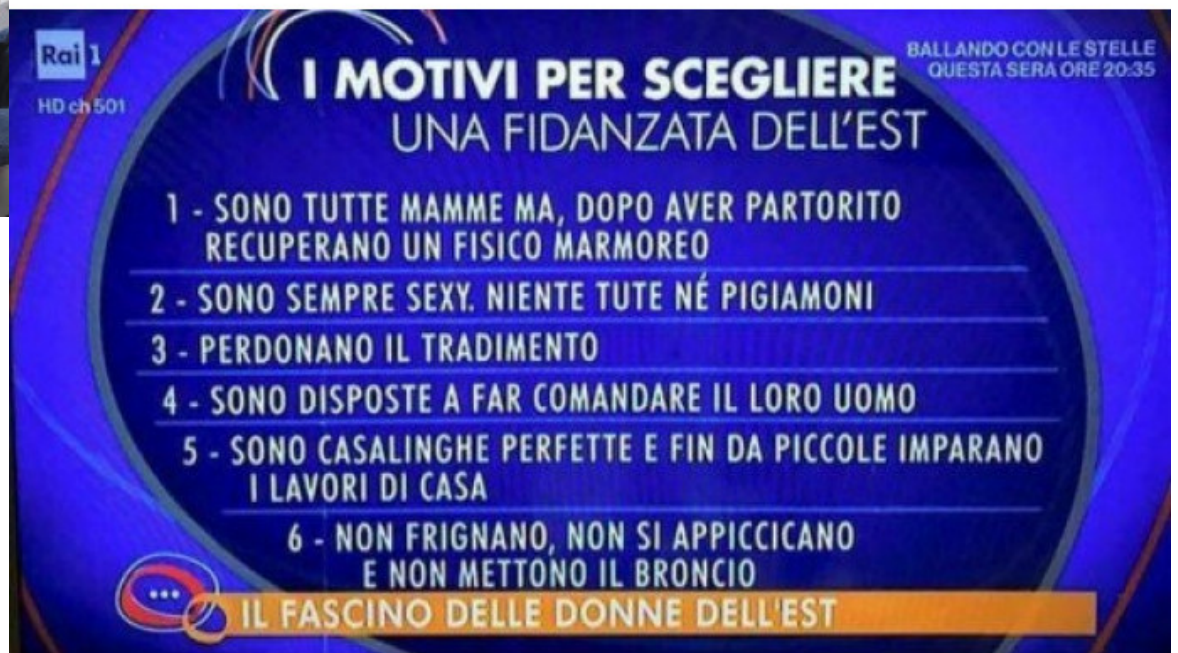 Rai 1
HD ch 501
BALLANDO CON LE STELLE
QUESTA SERA ORE 20:35
I MOTIVI PER SCEGLIERE
UNA FIDANZATA DELL'EST
1 - SONO TUTTE MAMME MA, DOPO AVER PARTORITO
RECUPERANO UN FISICO MARMOREO
2 - SONO SEMPRE SEXY. NIENTE TUTE NÉ PIGIAMONI
3 - PERDONANO IL TRADIMENTO
4 - SONO DISPOSTE A FAR COMANDARE IL LORO UOMO
5 - SONO CASALINGHE PERFETTE E FIN DA PICCOLE IMPARANO
I LAVORI DI CASA
6 - NON FRIGNANO, NON SI APPICCICANO
E NON METTONO IL BRONCIO
IL FASCINO DELLE DONNE DELL'EST